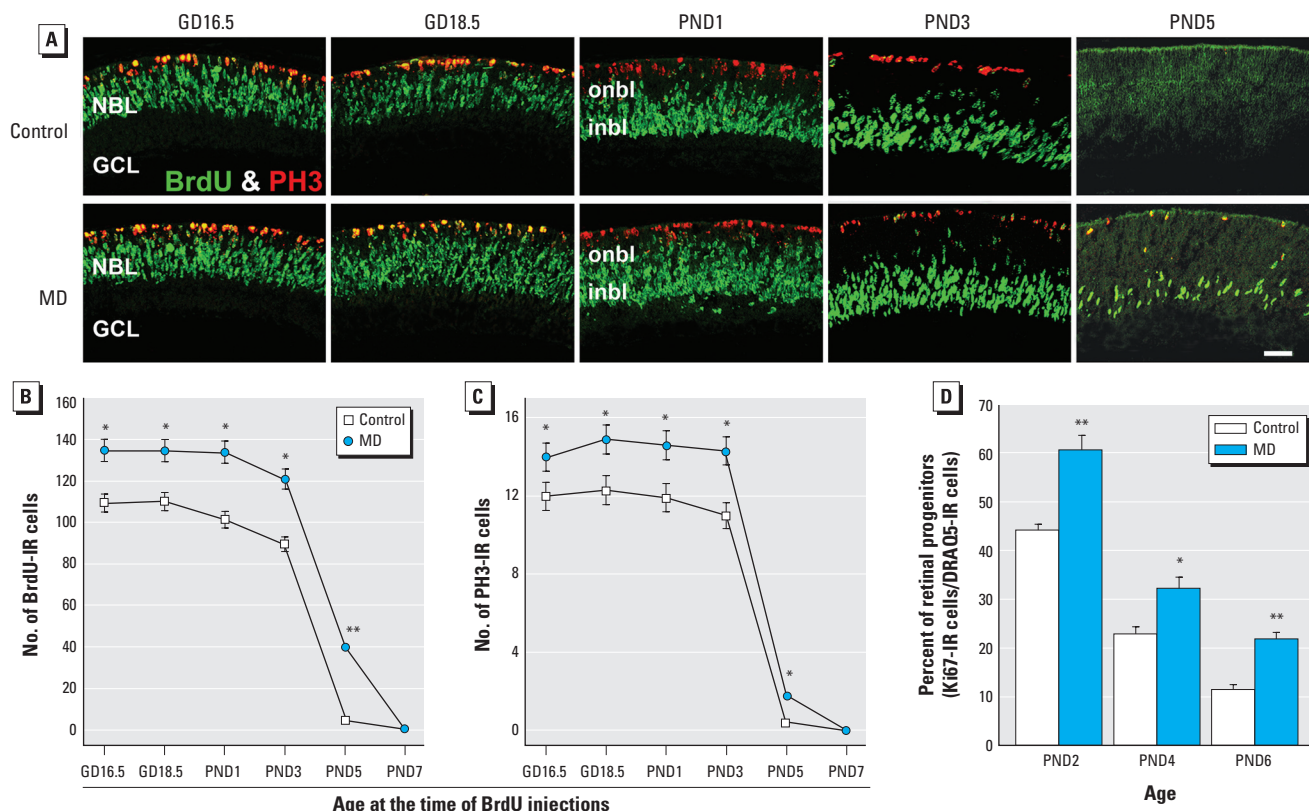 A
GD16.5 GD18.5 PND1 PND3 PND5
Control
NBL
GCL
BrdU & PH3
onbl
inbl
MD
NBL
GCL
onbl
inbl
B
No. of BrdU-IR cells
160
140
120
100
80
60
40
20
0
Control
MD
* * * * **
GD16.5 GD18.5 PND1 PND3 PND5 PND7
C
No. of PH3-IR cells
16
12
8
4
0
* * * * *
GD16.5 GD18.5 PND1 PND3 PND5 PND7
Age at the time of BrdU injections
D
Percent of retinal progenitors
(Ki67-IR cells/DRAQ5-IR cells)
70
60
50
40
30
20
10
0
Control
MD
** * **
PND2 PND4 PND6
Age